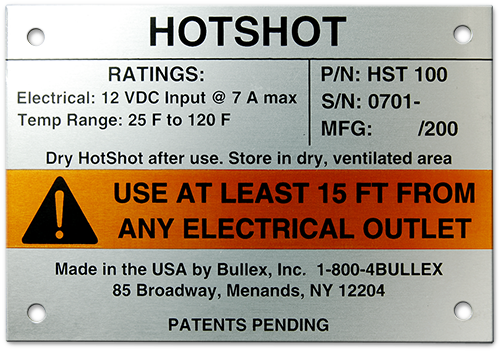 HOTSHOT
RATINGS:
Electrical: 12 VDC Input @ 7 A max
Temp Range: 25 F to 120 F
P/N: HST 100
S/N: 0701-
MFG: /200
Dry HotShot after use. Store in dry, ventilated area
USE AT LEAST 15 FT FROM
ANY ELECTRICAL OUTLET
Made in the USA by Bullex, Inc. 1-800-4BULLEX
85 Broadway, Menands, NY 12204
PATENTS PENDING